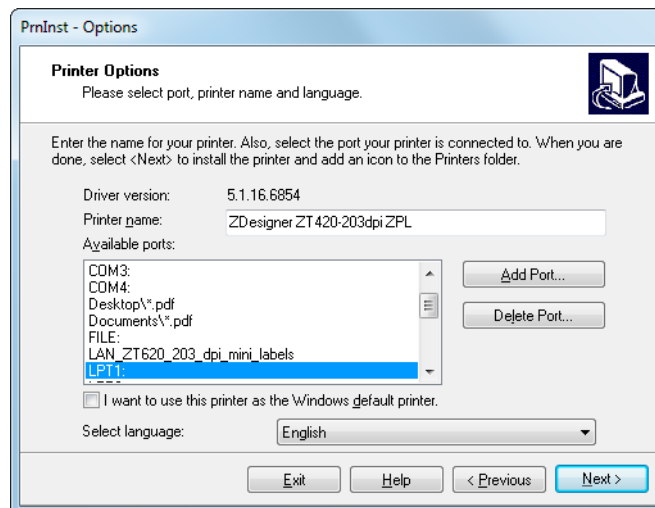 PrnInst - Options
Printer Options
Please select port, printer name and language.
Enter the name for your printer. Also, select the port your printer is connected to. When you are
done, select <Next> to install the printer and add an icon to the Printers folder.
Driver version: 5.1.16.6854
Printer name: ZDesigner ZT420-203dpi ZPL
Available ports:
COM3:
COM4:
Desktop\*.pdf
Documents\*.pdf
FILE:
LAN_ZT620_203_dpi_mini_labels
LPT1:
Add Port...
Delete Port...
I want to use this printer as the Windows default printer.
Select language: English
Exit Help < Previous Next >